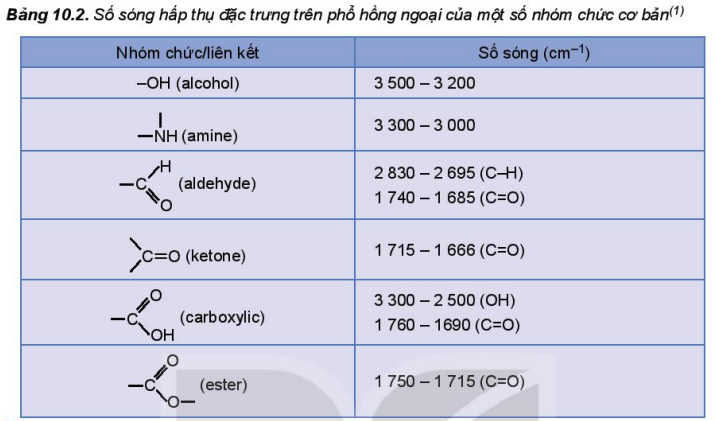 Bảng 10.2. Số sóng hấp thụ đặc trưng trên phổ hồng ngoại của một số nhóm chức cơ bản(1)
Nhóm chức/liên kết Số sóng (cm⁻¹)
–OH (alcohol) 3 500 – 3 200
–NH (amine) 3 300 – 3 000
–C H O (aldehyde) 2 830 – 2 695 (C–H)
1 740 – 1 685 (C=O)
C=O (ketone) 1 715 – 1 666 (C=O)
–C O OH (carboxylic) 3 300 – 2 500 (OH)
1 760 – 1690 (C=O)
–C O O– (ester) 1 750 – 1 715 (C=O)